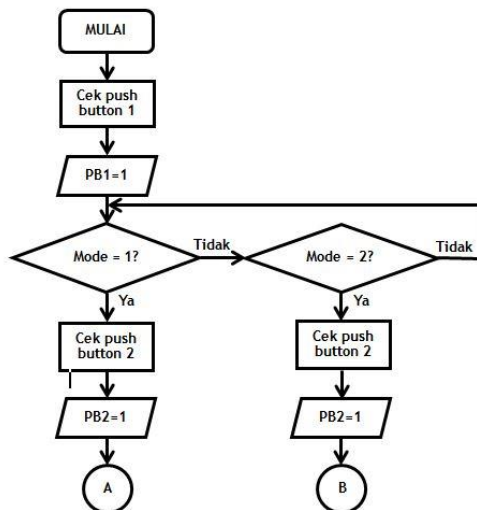 MULAI
Cek push
button 1
PB1=1
Mode = 1?
Tidak
Mode = 2?
Tidak
Ya
Ya
Cek push
button 2
Cek push
button 2
PB2=1
PB2=1
A
B